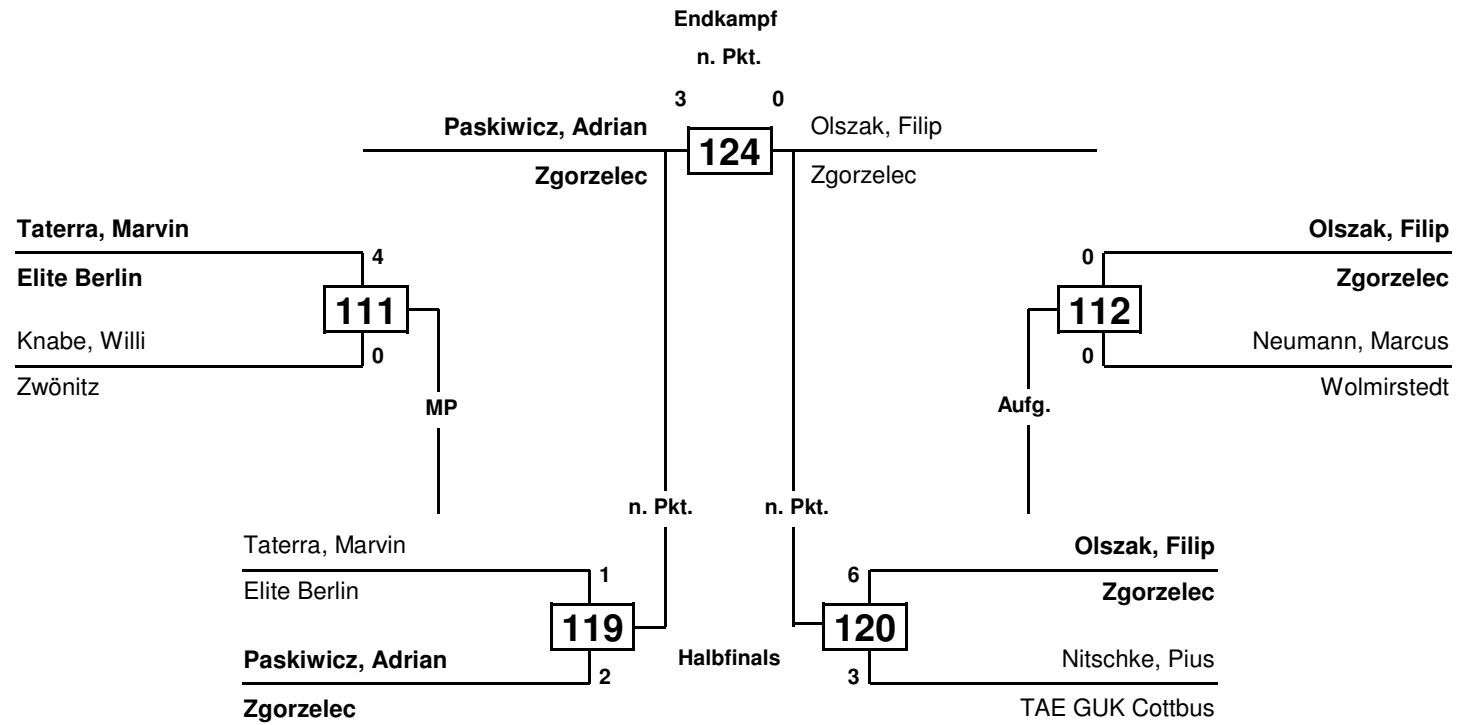 Endkampf
n. Pkt.
3 0
Paskiwicz, Adrian 124 Olszak, Filip
Zgorzelec Zgorzelec
Taterra, Marvin Olszak, Filip
4 0
Elite Berlin Zgorzelec
111 112
Knabe, Willi Neumann, Marcus
0 0
Zwönitz Wolmirstedt
MP Aufg.
n. Pkt. n. Pkt.
Taterra, Marvin Olszak, Filip
1 6
Elite Berlin Zgorzelec
119 120
Paskiwicz, Adrian Halbfinals Nitschke, Pius
2 3
Zgorzelec TAE GUK Cottbus